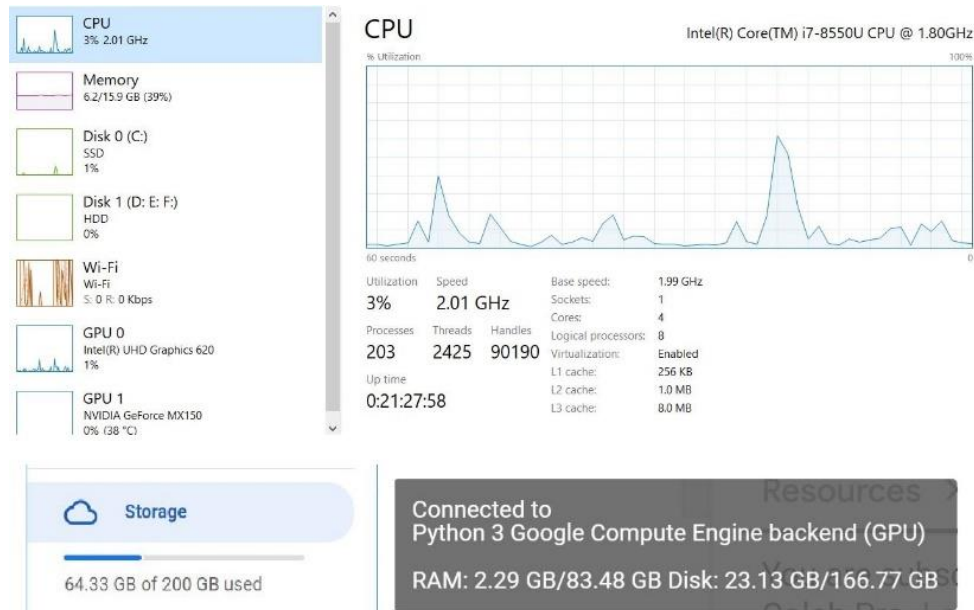 CPU
3% 2.01 GHz
Memory
6.2/15.9 GB (39%)
Disk 0 (C:)
SSD
1%
Disk 1 (D: E: F:)
HDD
0%
Wi-Fi
Wi-Fi
S: 0 R: 0 Kbps
GPU 0
Intel(R) UHD Graphics 620
1%
GPU 1
NVIDIA GeForce MX150
0% (38 °C)
CPU
Intel(R) Core(TM) i7-8550U CPU @ 1.80GHz
% Utilization 100%
60 seconds 0
Utilization Speed
3% 2.01 GHz
Processes Threads Handles
203 2425 90190
Up time
0:21:27:58
Base speed: 1.99 GHz
Sockets: 1
Cores: 4
Logical processors: 8
Virtualization: Enabled
L1 cache: 256 KB
L2 cache: 1.0 MB
L3 cache: 8.0 MB
Storage
64.33 GB of 200 GB used
Resources
Connected to
Python 3 Google Compute Engine backend (GPU)
RAM: 2.29 GB/83.48 GB Disk: 23.13 GB/166.77 GB